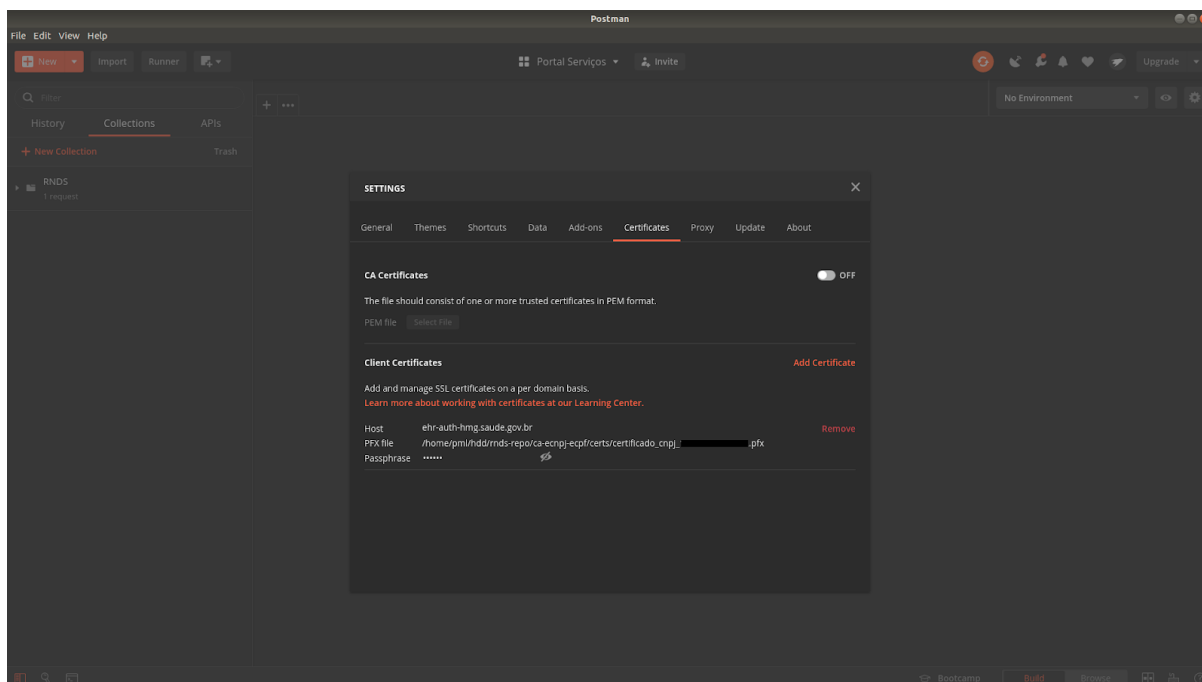 Postman
File Edit View Help
New Import Runner Portal Serviços Invite Upgrade
Filter
No Environment
History Collections APIs
+ New Collection Trash
RNDS
1 request
SETTINGS
General Themes Shortcuts Data Add-ons Certificates Proxy Update About
CA Certificates OFF
The file should consist of one or more trusted certificates in PEM format.
PEM file Select File
Client Certificates Add Certificate
Add and manage SSL certificates on a per domain basis.
Learn more about working with certificates at our Learning Center.
Host ehr-auth-hmg.saude.gov.br Remove
PFX file /home/pml/hdd/rnds-repo/ca-ecnpj-ecpf/certs/certificado_cnpj_ .pfx
Passphrase ••••••
Bootcamp Build Browse